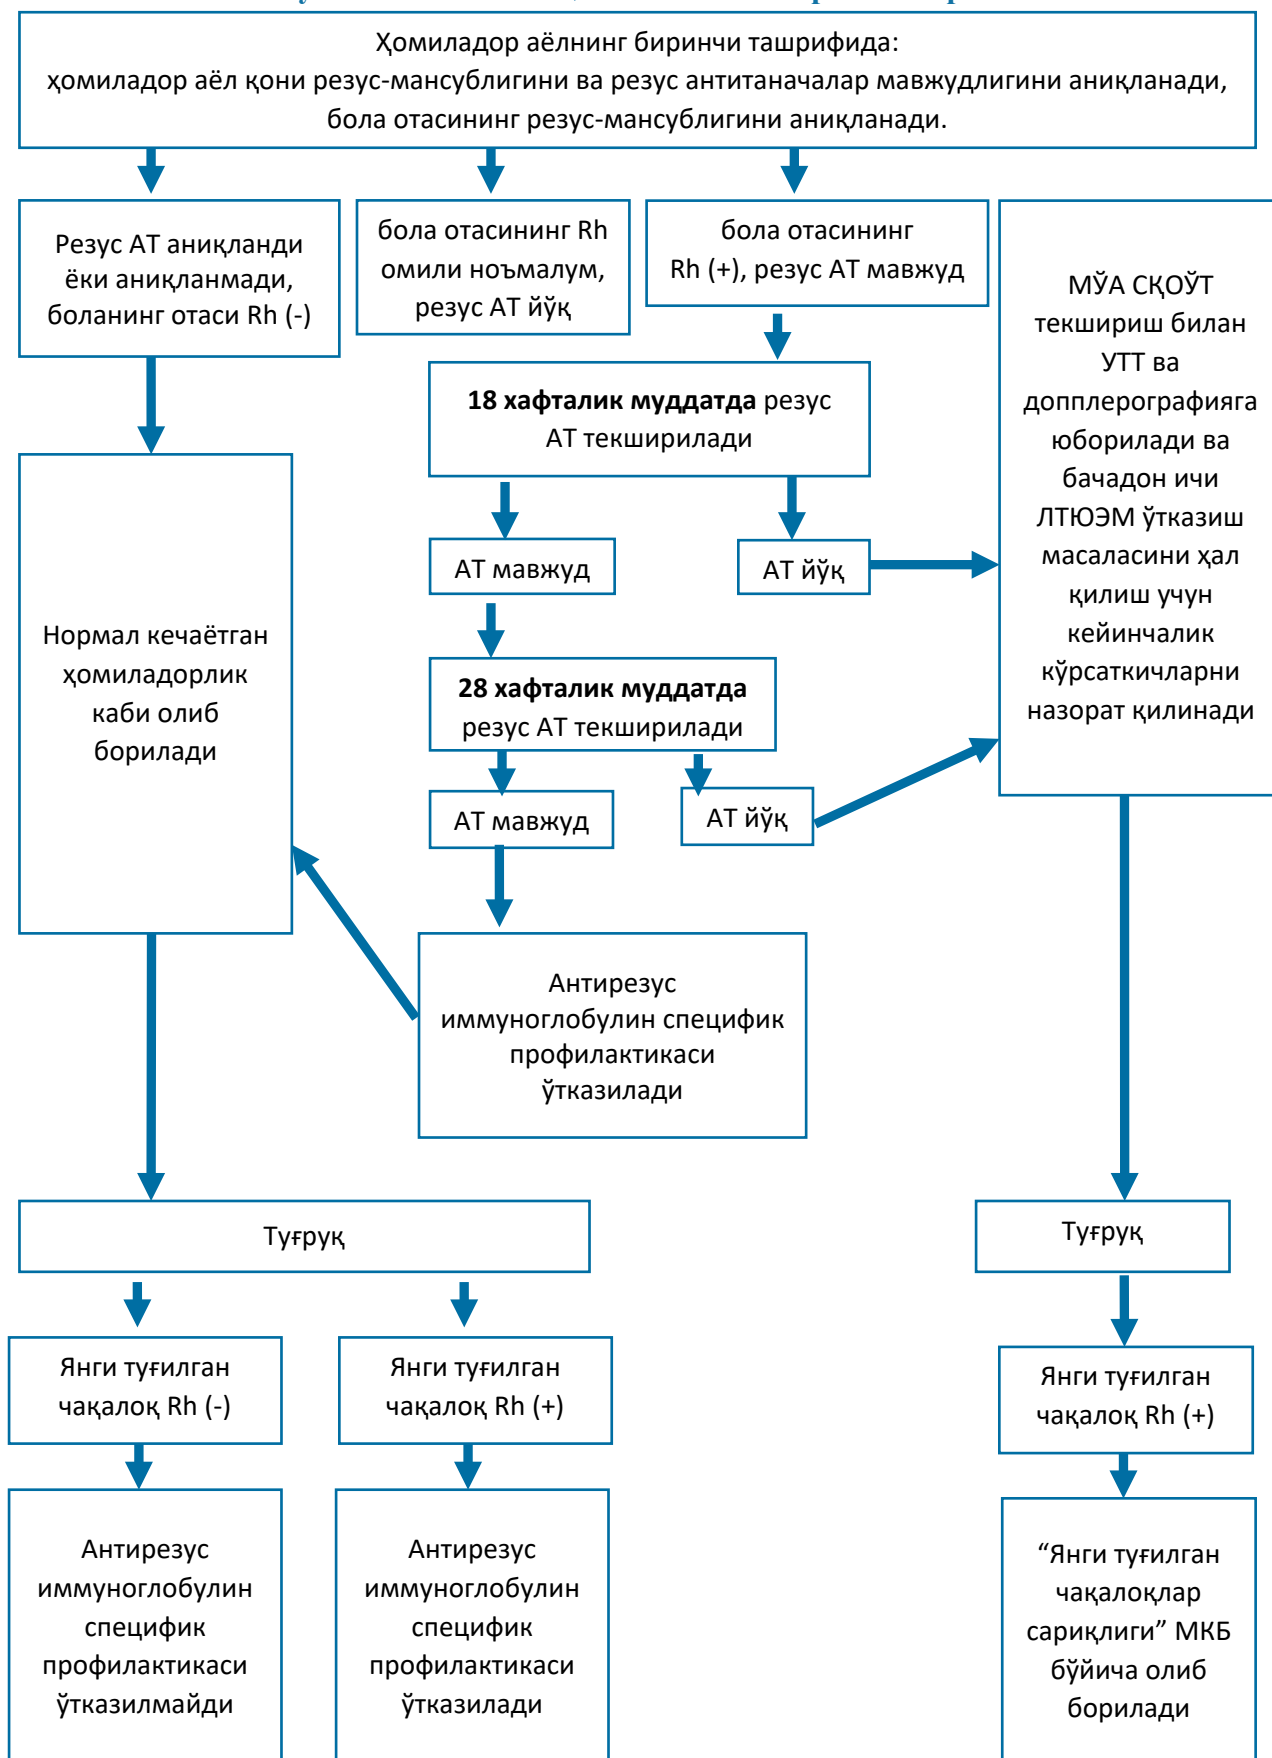 Ҳомиладор аёлнинг биринчи ташрифида:
ҳомиладор аёл қони резус-мансублигини ва резус антитаначалар мавжудлигини аниқланади,
бола отасининг резус-мансублигини аниқланади.
Резус АТ аниқланди
ёки аниқланмади,
боланинг отаси Rh (-)
бола отасининг Rh
омили ноъмалум,
резус АТ йўқ
бола отасининг
Rh (+), резус АТ мавжуд
МЎА СҚОЎТ
текшириш билан
УТТ ва
допплерографияга
юборилади ва
бачадон ичи
ЛТЮЭМ ўтказиш
масаласини ҳал
қилиш учун
кейинчалик
кўрсаткичларни
назорат қилинади
18 хафталик муддатда резус
АТ текширилади
АТ мавжуд
АТ йўқ
Нормал кечаётган
ҳомиладорлик
каби олиб
борилади
28 хафталик муддатда
резус АТ текширилади
АТ мавжуд
АТ йўқ
Антирезус
иммуноглобулин специфик
профилактикаси
ўтказилади
Туғруқ
Туғруқ
Янги туғилган
чақалоқ Rh (-)
Янги туғилган
чақалоқ Rh (+)
Янги туғилган
чақалоқ Rh (+)
Антирезус
иммуноглобулин
специфик
профилактикаси
ўтказилмайди
Антирезус
иммуноглобулин
специфик
профилактикаси
ўтказилади
“Янги туғилган
чақалоқлар
сариқлиги” МКБ
бўйича олиб
борилади